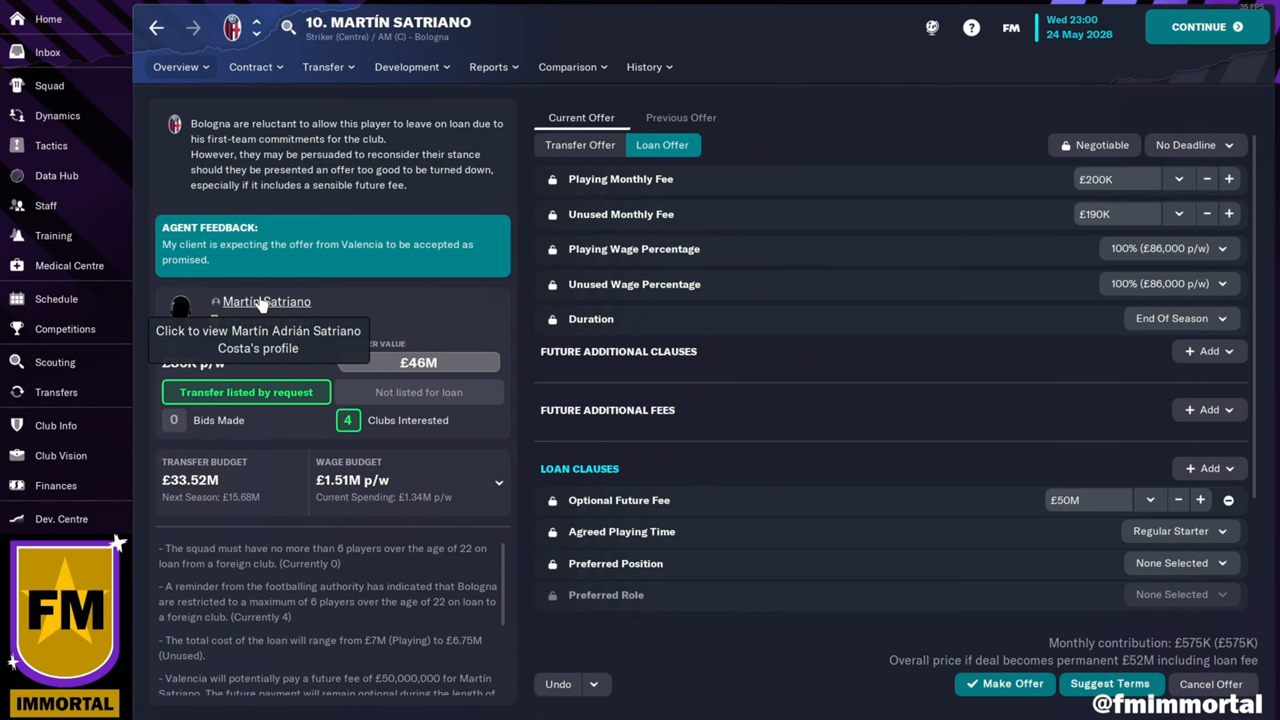 35 FPS
Home
Inbox
Squad
Dynamics
Tactics
Data Hub
Staff
Training
Medical Centre
Schedule
Competitions
Scouting
Transfers
Club Info
Club Vision
Finances
Dev. Centre
FM
IMMORTAL
10. MARTÍN SATRIANO
Striker (Centre) / AM (C) - Bologna
FM
Wed 23:00
24 May 2028
CONTINUE
Overview
Contract
Transfer
Development
Reports
Comparison
History
Bologna are reluctant to allow this player to leave on loan due to
his first-team commitments for the club.
However, they may be persuaded to reconsider their stance
should they be presented an offer too good to be turned down,
especially if it includes a sensible future fee.
AGENT FEEDBACK:
My client is expecting the offer from Valencia to be accepted as
promised.
Martín Satriano
Click to view Martín Adrián Satriano
Costa's profile
ER VALUE
£86K p/w
£46M
Transfer listed by request
Not listed for loan
0 Bids Made
4 Clubs Interested
TRANSFER BUDGET
£33.52M
Next Season: £15.68M
WAGE BUDGET
£1.51M p/w
Current Spending: £1.34M p/w
- The squad must have no more than 6 players over the age of 22 on
loan from a foreign club. (Currently 0)
- A reminder from the footballing authority has indicated that Bologna
are restricted to a maximum of 6 players over the age of 22 on loan to
a foreign club. (Currently 4)
- The total cost of the loan will range from £7M (Playing) to £6.75M
(Unused).
- Valencia will potentially pay a future fee of £50,000,000 for Martín
Satriano. The future payment will remain optional during the length of
Current Offer
Previous Offer
Transfer Offer
Loan Offer
Negotiable
No Deadline
Playing Monthly Fee £200K
Unused Monthly Fee £190K
Playing Wage Percentage 100% (£86,000 p/w)
Unused Wage Percentage 100% (£86,000 p/w)
Duration End Of Season
FUTURE ADDITIONAL CLAUSES + Add
FUTURE ADDITIONAL FEES + Add
LOAN CLAUSES + Add
Optional Future Fee £50M
Agreed Playing Time Regular Starter
Preferred Position None Selected
Preferred Role None Selected
Monthly contribution: £575K (£575K)
Overall price if deal becomes permanent £52M including loan fee
Undo
Make Offer
Suggest Terms
Cancel Offer
@fmimmortal